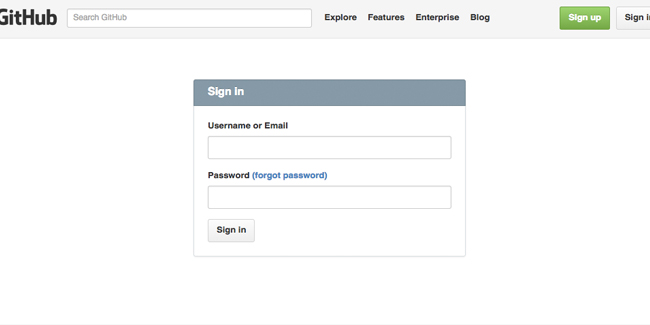 GitHub
Search GitHub
Explore Features Enterprise Blog
Sign up
Sign in
Sign in
Username or Email
Password (forgot password)
Sign in